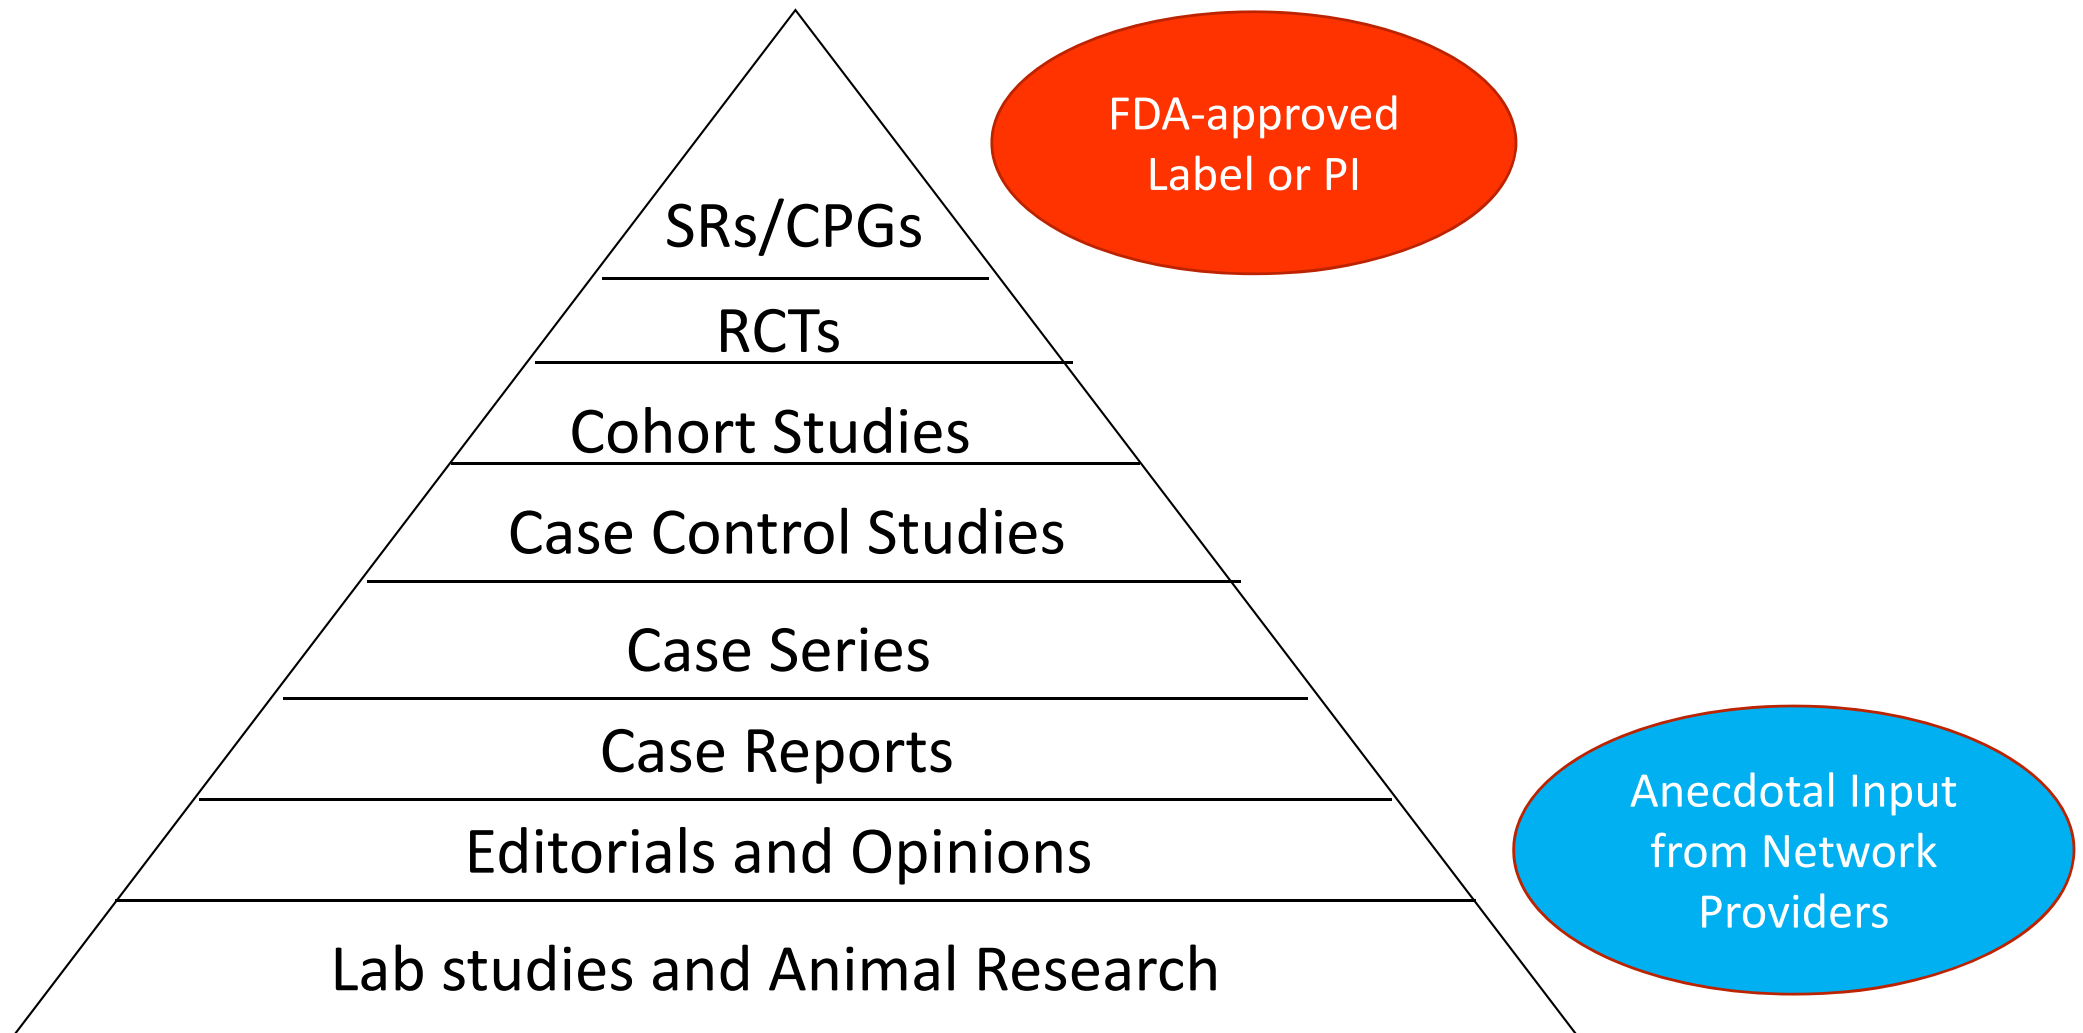 FDA-approved
Label or PI
SRs/CPGs
RCTs
Cohort Studies
Case Control Studies
Case Series
Case Reports
Editorials and Opinions
Lab studies and Animal Research
Anecdotal Input
from Network
Providers